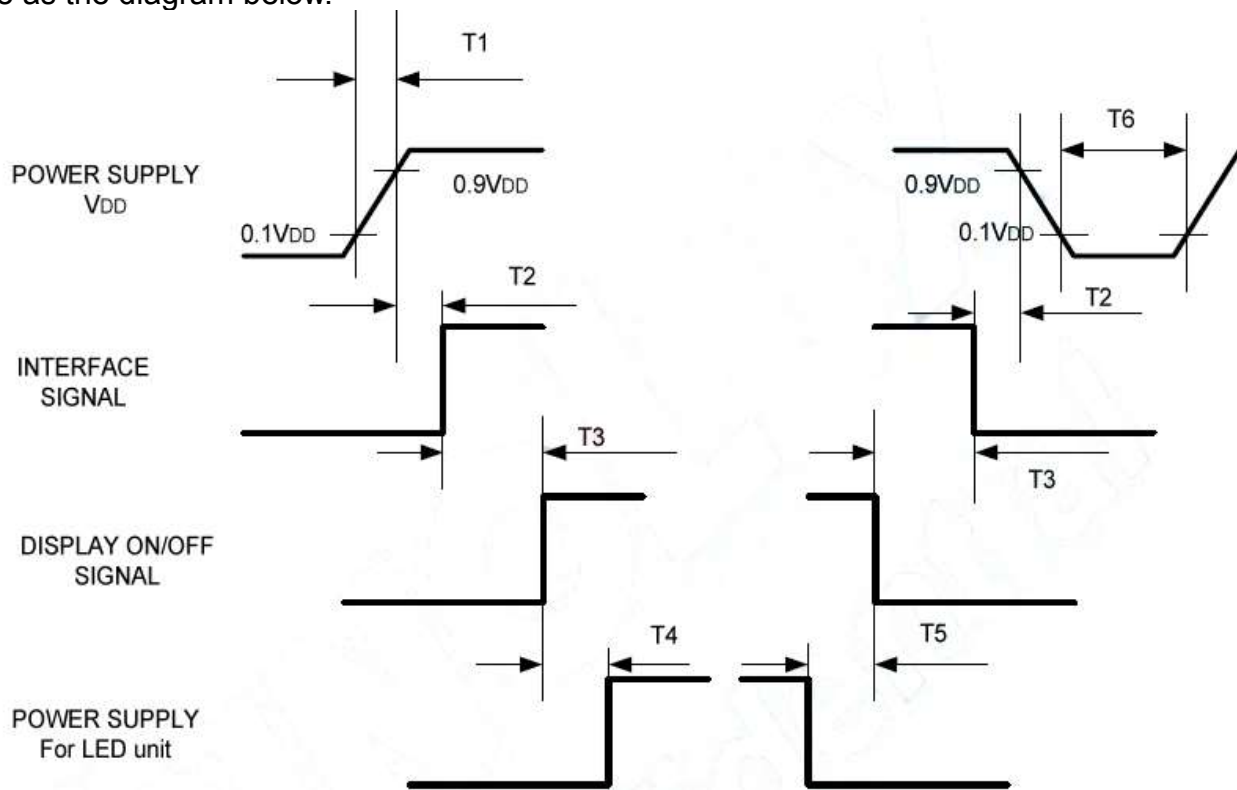 as the diagram below.
T1
T6
POWER SUPPLY
VDD
0.9VDD
0.9VDD
0.1VDD
0.1VDD
T2
T2
INTERFACE
SIGNAL
T3
T3
DISPLAY ON/OFF
SIGNAL
T4
T5
POWER SUPPLY
For LED unit